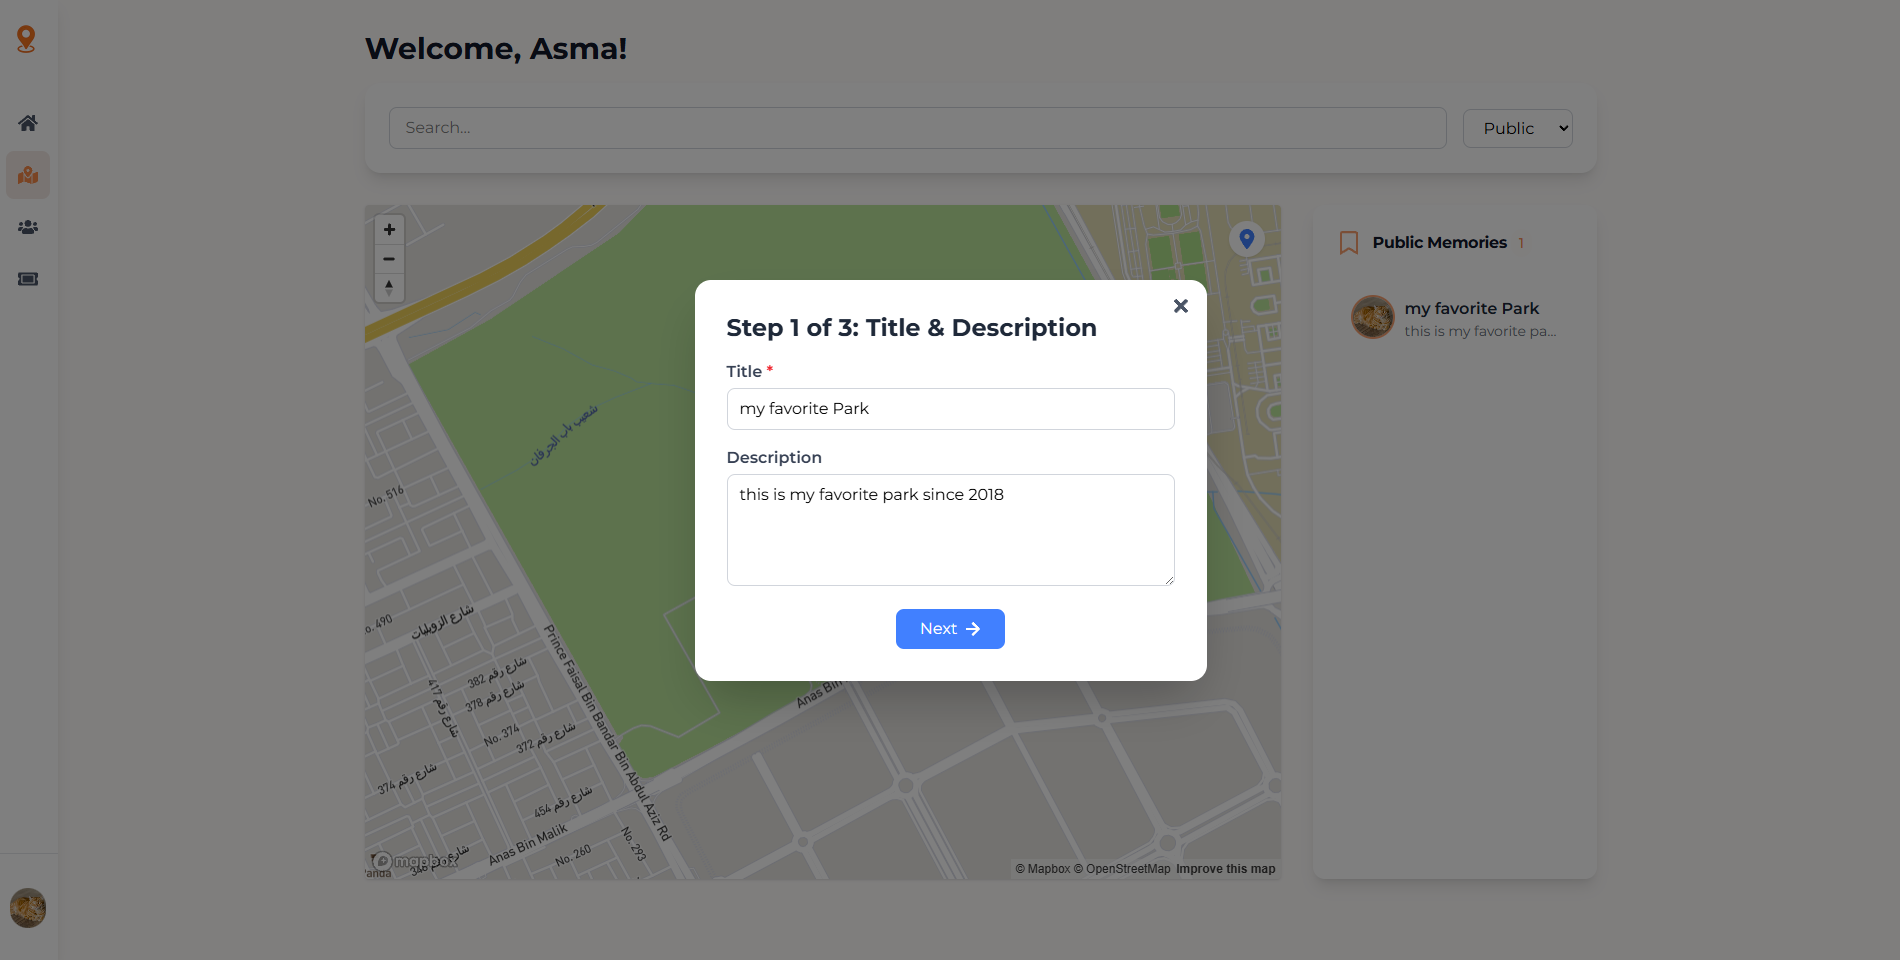 Welcome, Asma!
Search...
Public
Public Memories 1
my favorite Park
this is my favorite pa...
Step 1 of 3: Title & Description
Title *
my favorite Park
Description
this is my favorite park since 2018
Next
شعيب باب الجرفان
No. 516
No. 490
شارع الروبيات
شارع رقم 382
شارع رقم 378
شارع رقم 417
No. 374
شارع رقم 372
شارع رقم 374
شارع رقم 454
Prince Faisal Bin Bandar Bin Abdul Aziz Rd
Anas Bin
Anas Bin Malik
No. 293
No. 260
mapbox
© Mapbox © OpenStreetMap Improve this map